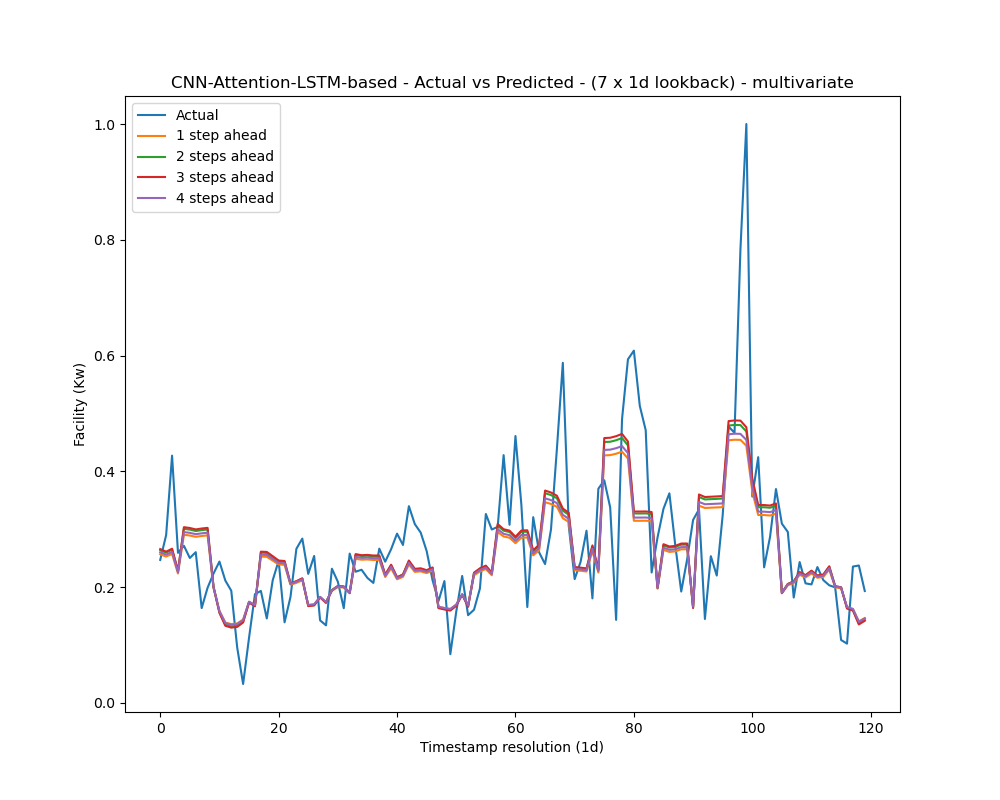 CNN-Attention-LSTM-based - Actual vs Predicted - (7 x 1d lookback) - multivariate
Actual
1 step ahead
2 steps ahead
3 steps ahead
4 steps ahead
1.0
0.8
0.6
0.4
0.2
0.0
Facility (Kw)
0 20 40 60 80 100 120
Timestamp resolution (1d)